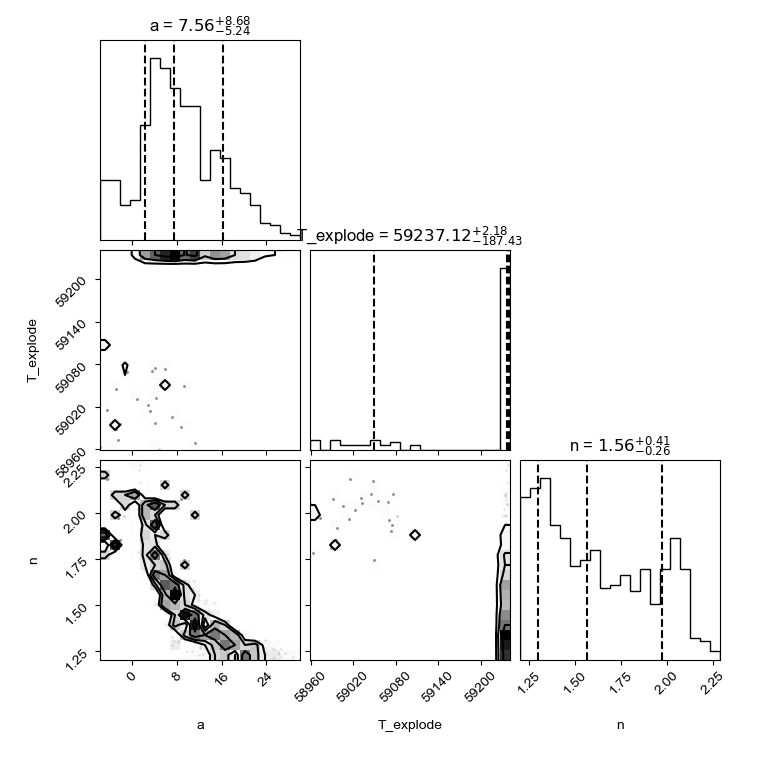 a = 7.56+8.68 −5.24
T_explode = 59237.12+2.18 −187.43
59200
59140
59080
59020
58960
T_explode
n = 1.56+0.41 −0.26
2.25
2.00
1.75
1.50
1.25
n
0 8 16 24
58960 59020 59080 59140 59200
1.25 1.50 1.75 2.00 2.25
a T_explode n